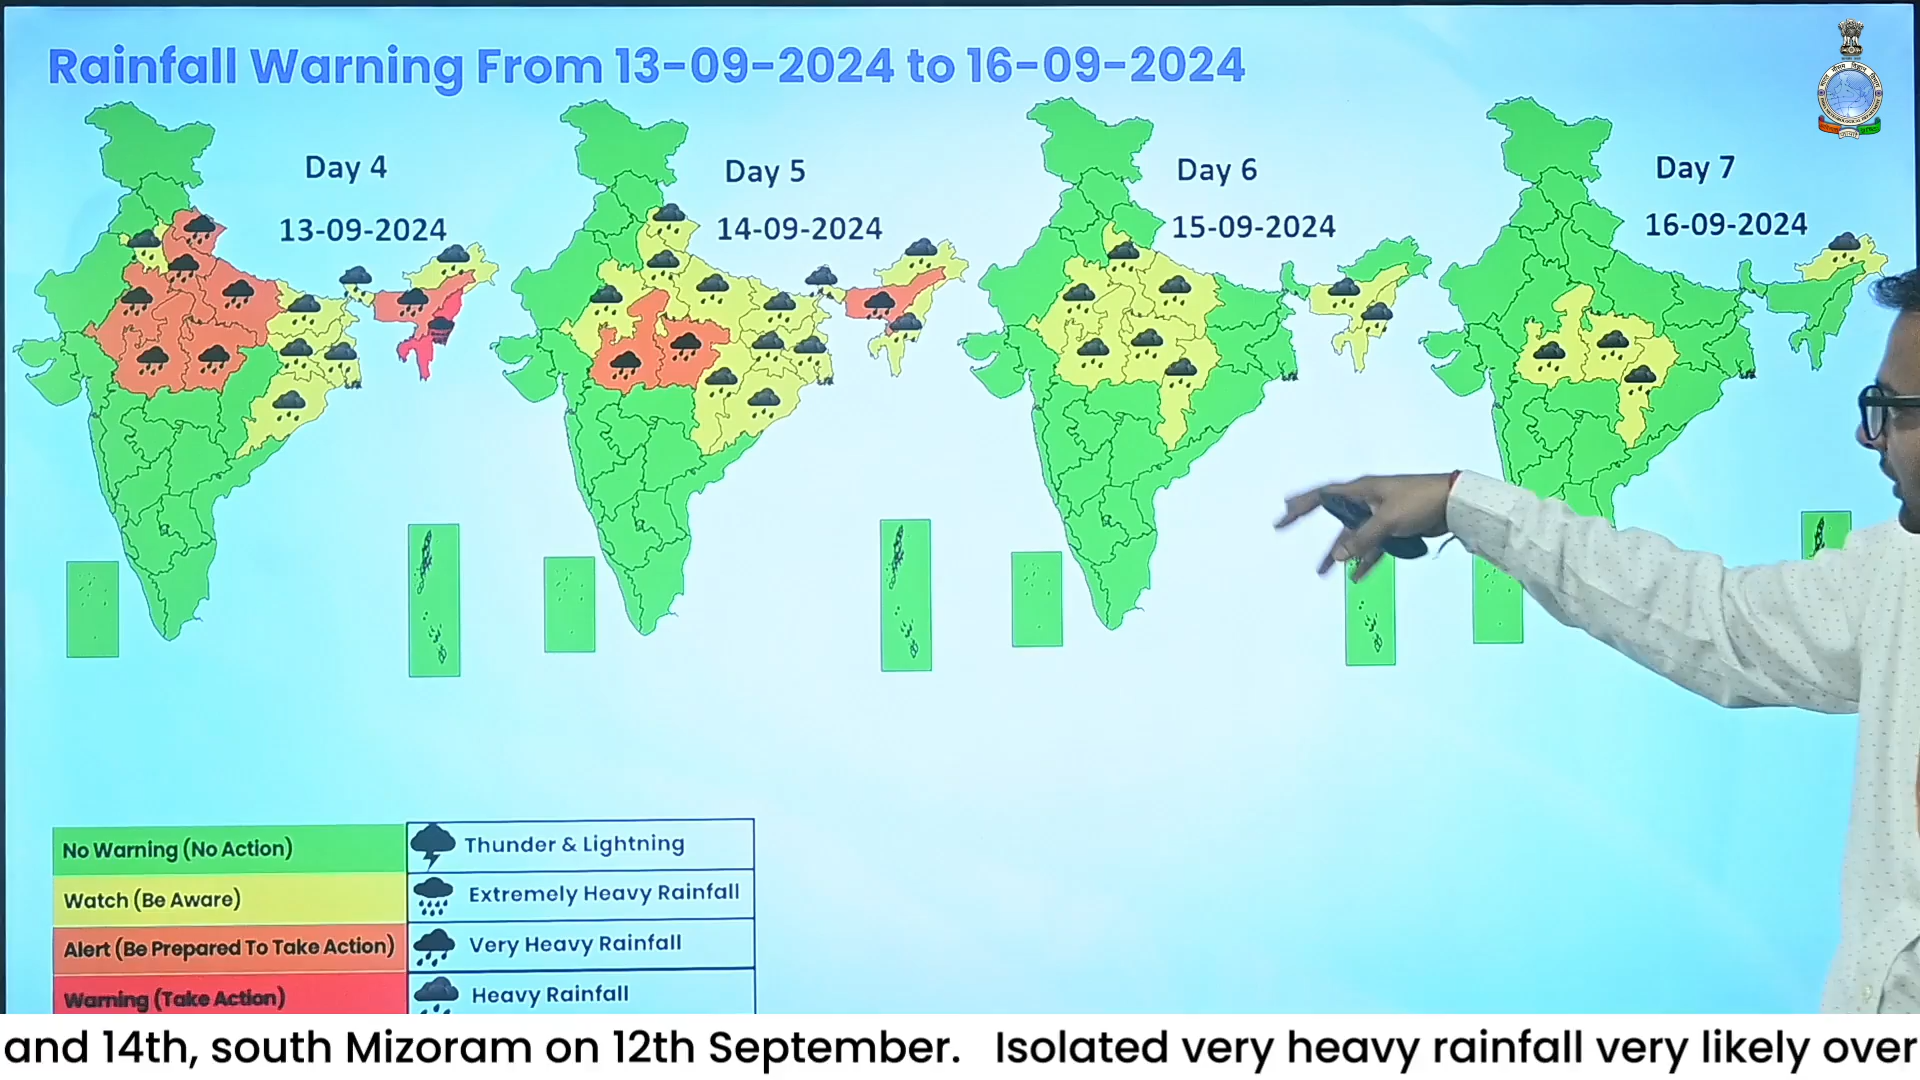 Rainfall Warning From 13-09-2024 to 16-09-2024
Day 4
13-09-2024
Day 5
14-09-2024
Day 6
15-09-2024
Day 7
16-09-2024
No Warning (No Action)
Watch (Be Aware)
Alert (Be Prepared To Take Action)
Warning (Take Action)
Thunder & Lightning
Extremely Heavy Rainfall
Very Heavy Rainfall
Heavy Rainfall
and 14th, south Mizoram on 12th September. Isolated very heavy rainfall very likely over